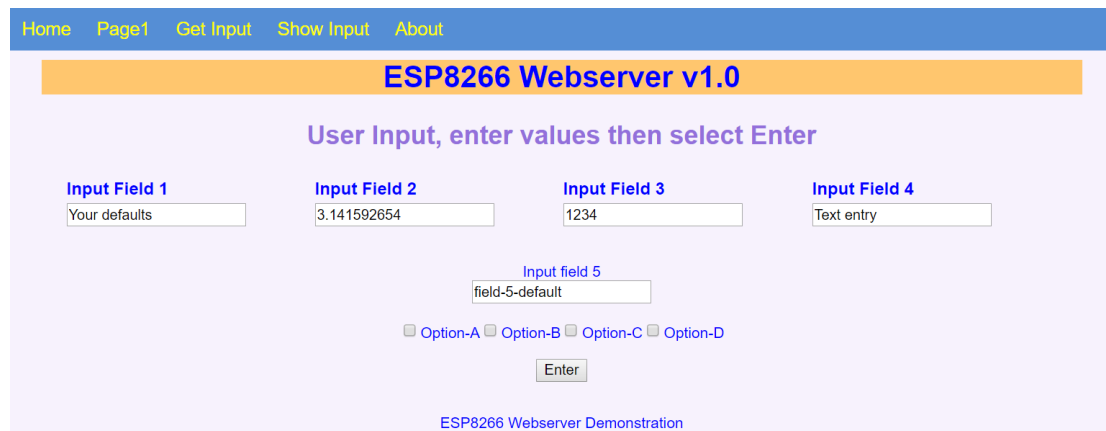 Home Page1 Get Input Show Input About
ESP8266 Webserver v1.0
User Input, enter values then select Enter
Input Field 1 Input Field 2 Input Field 3 Input Field 4
Your defaults 3.141592654 1234 Text entry
Input field 5
field-5-default
Option-A Option-B Option-C Option-D
Enter
ESP8266 Webserver Demonstration